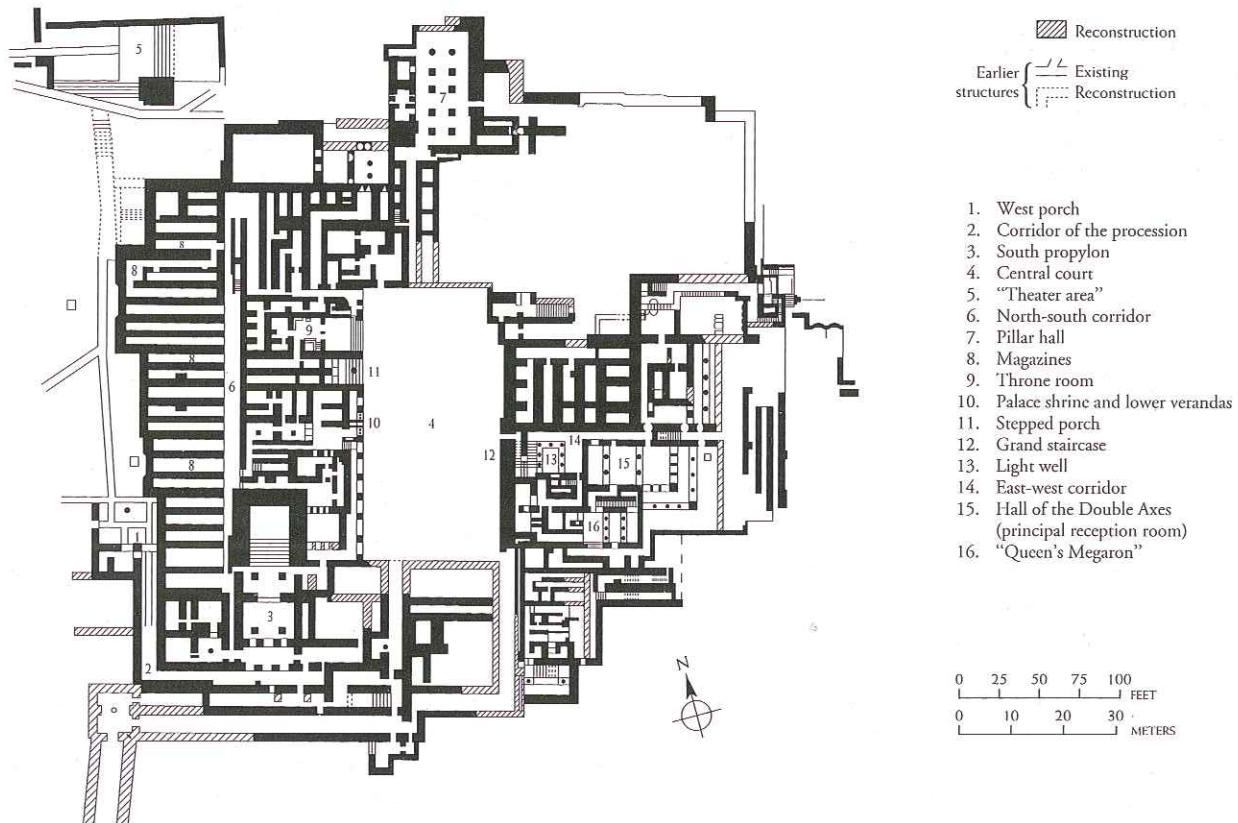 Reconstruction
Earlier structures
Existing
Reconstruction
1. West porch
2. Corridor of the procession
3. South propylon
4. Central court
5. “Theater area”
6. North-south corridor
7. Pillar hall
8. Magazines
9. Throne room
10. Palace shrine and lower verandas
11. Stepped porch
12. Grand staircase
13. Light well
14. East-west corridor
15. Hall of the Double Axes
(principal reception room)
16. “Queen’s Megaron”
5
7
8
8
9
8
6
11
10
4
12
13
14
15
8
16
1
3
2
N
0 25 50 75 100 FEET
0 10 20 30 METERS